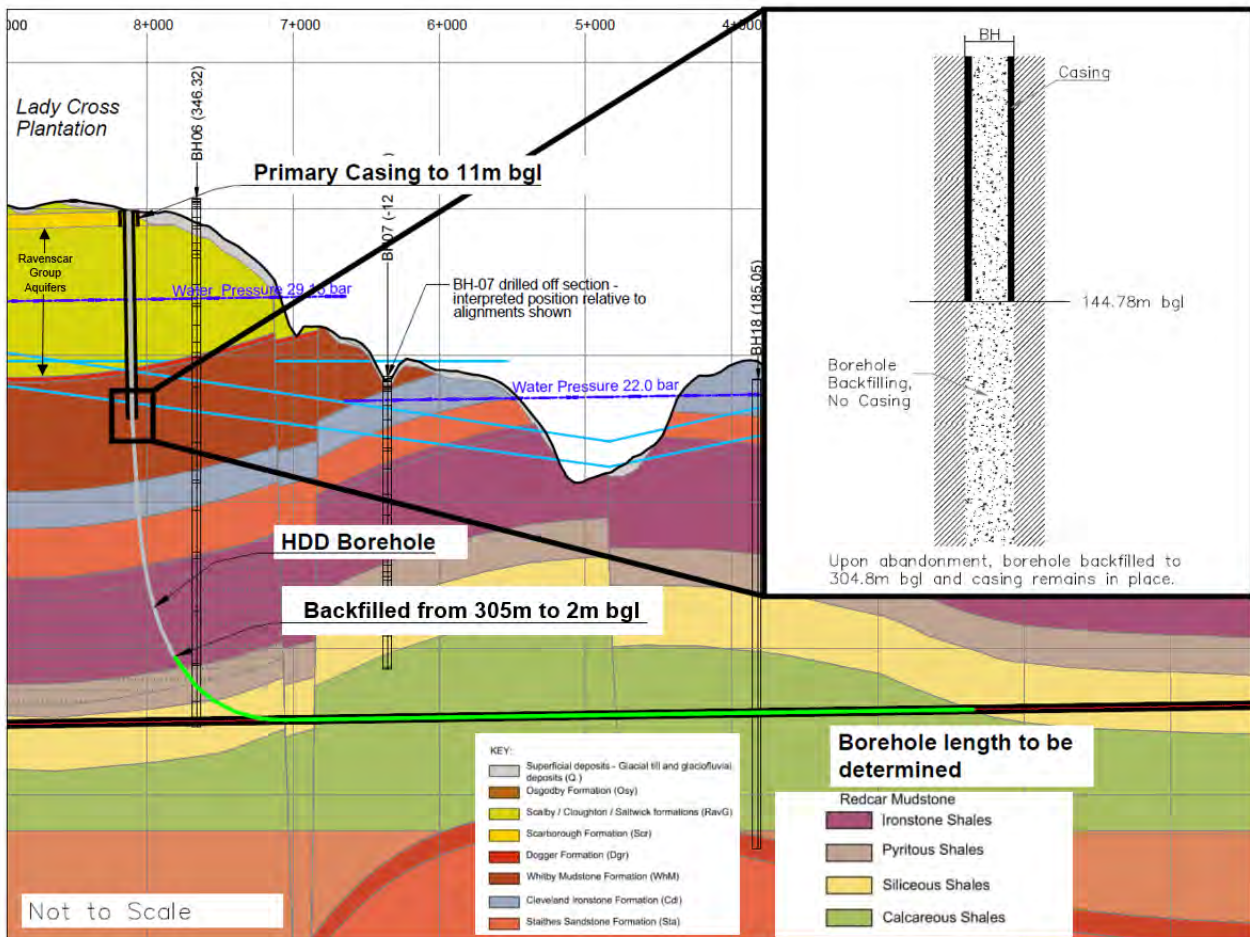 000
8+000
7+000
6+000
5+000
4+000
Lady Cross
Plantation
BH06 (346.32)
Primary Casing to 11m bgl
Ravenscar
Group
Aquifers
Water Pressure 29.15 bar
BH07 (-12
BH-07 drilled off section -
interpreted position relative to
alignments shown
BH18 (185.05)
Water Pressure 22.0 bar
HDD Borehole
Backfilled from 305m to 2m bgl
BH
Casing
144.78m bgl
Borehole
Backfilling,
No Casing
Upon abandonment, borehole backfilled to
304.8m bgl and casing remains in place.
Borehole length to be
determined
KEY:
Superficial deposits - Glacial till and glaciofluvial
deposits (Q )
Osgodby Formation (Osy)
Scalby / Cloughton / Saltwick formations (RavG)
Scarborough Formation (Scr)
Dogger Formation (Dgr)
Whitby Mudstone Formation (WhM)
Cleveland Ironstone Formation (Cdl)
Staithes Sandstone Formation (Sta)
Redcar Mudstone
Ironstone Shales
Pyritous Shales
Siliceous Shales
Calcareous Shales
Not to Scale